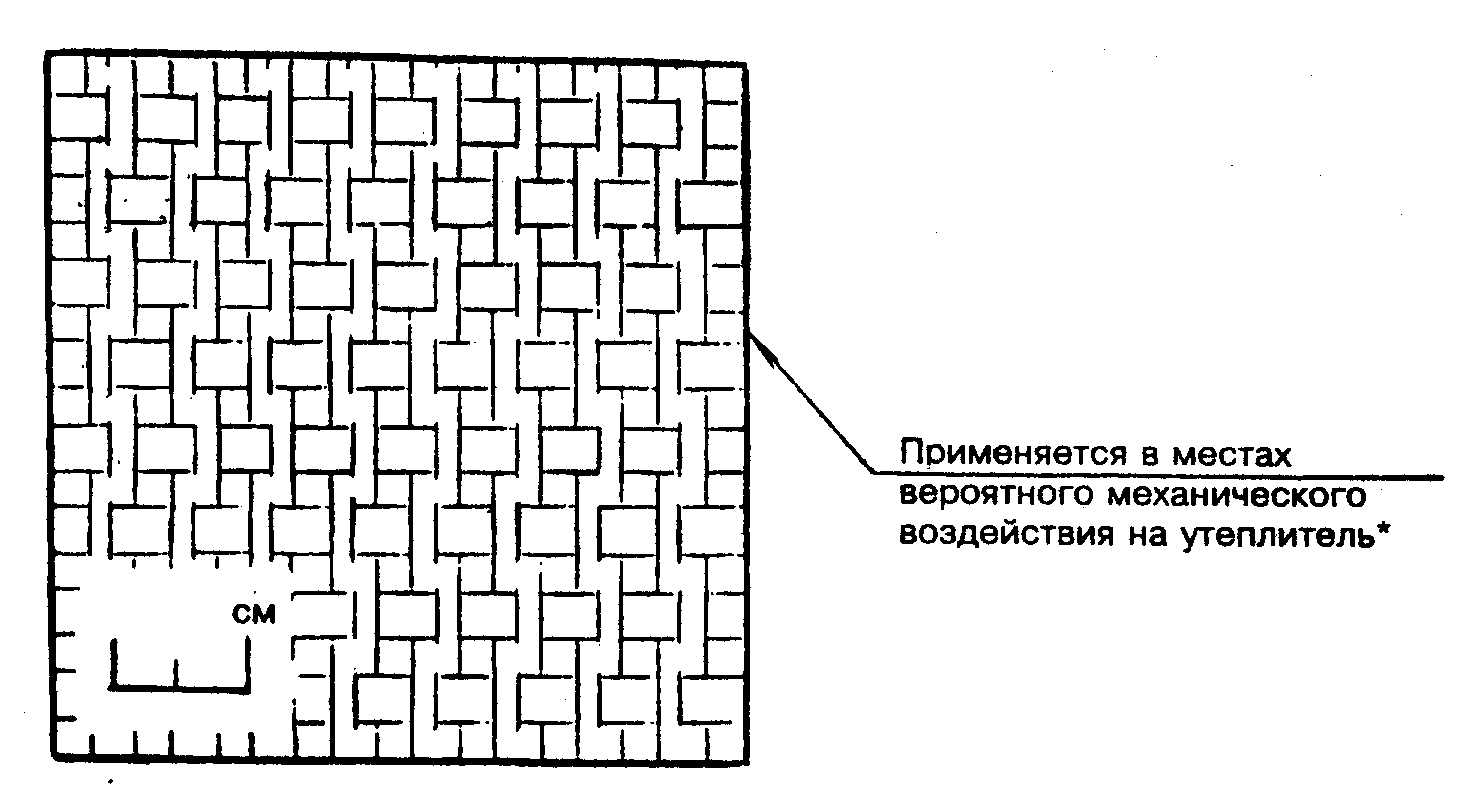 Применяется в местах
вероятного механического
воздействия на утеплитель*
см